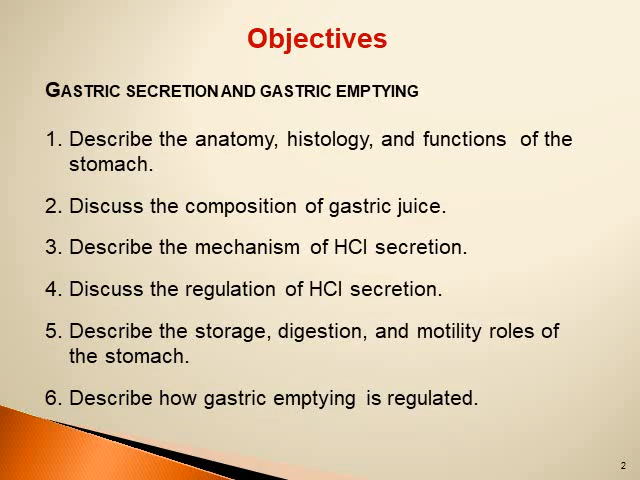 Objectives
GASTRIC SECRETION AND GASTRIC EMPTYING
1. Describe the anatomy, histology, and functions of the
stomach.
2. Discuss the composition of gastric juice.
3. Describe the mechanism of HCl secretion.
4. Discuss the regulation of HCl secretion.
5. Describe the storage, digestion, and motility roles of
the stomach.
6. Describe how gastric emptying is regulated.
2